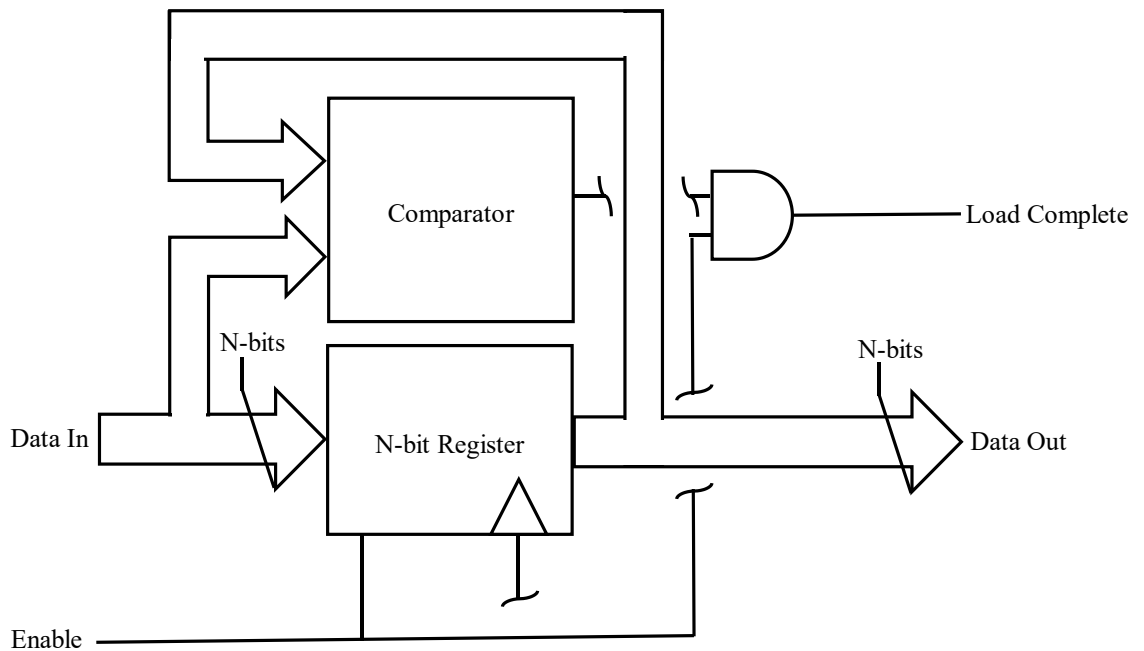 Comparator
Load Complete
N-bits
N-bits
Data In
N-bit Register
Data Out
Enable